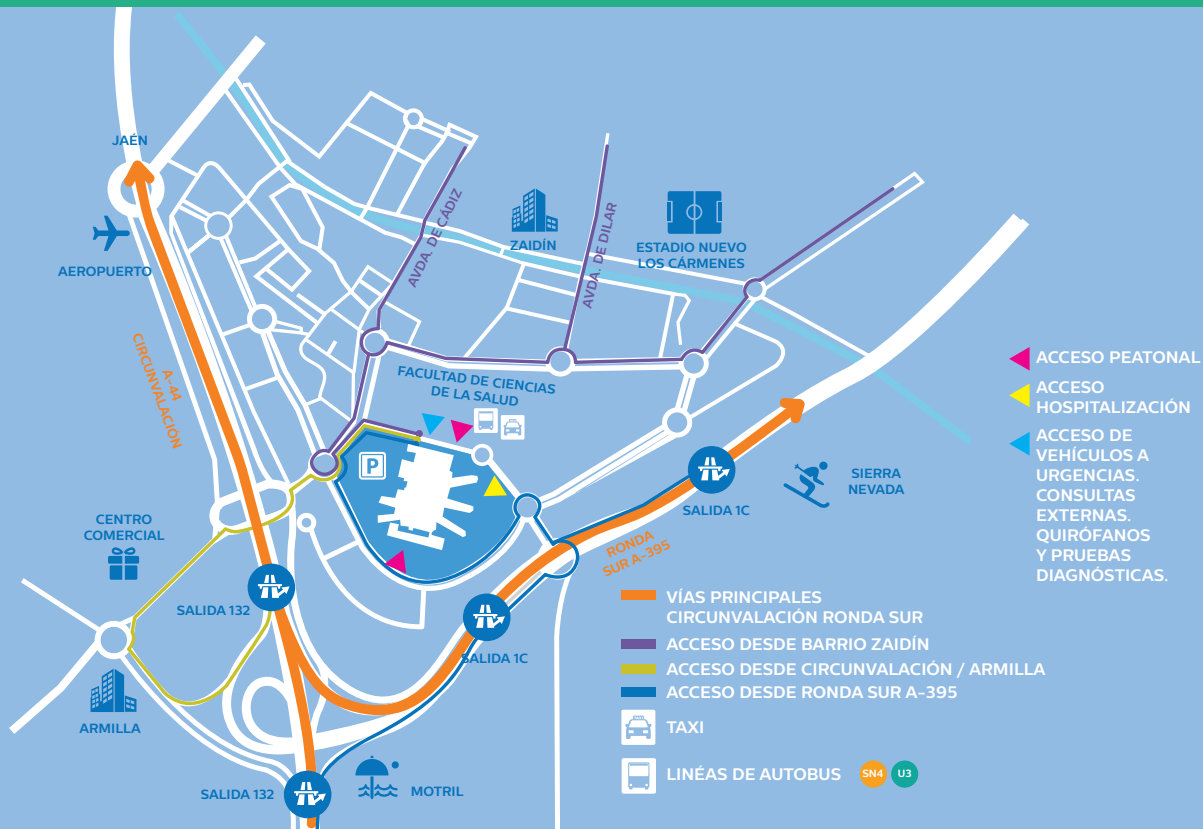 JAÉN
AEROPUERTO
A-44
CIRCUNVALACIÓN
AVDA. DE CÁDIZ
ZAIDÍN
AVDA. DE DILAR
ESTADIO NUEVO
LOS CÁRMENES
FACULTAD DE CIENCIAS
DE LA SALUD
P
ACCESO PEATONAL
ACCESO
HOSPITALIZACIÓN
ACCESO DE
VEHÍCULOS A
URGENCIAS.
CONSULTAS
EXTERNAS.
QUIRÓFANOS
Y PRUEBAS
DIAGNÓSTICAS.
SIERRA
NEVADA
SALIDA 1C
RONDA
SUR A-395
CENTRO
COMERCIAL
SALIDA 132
SALIDA 1C
ARMILLA
SALIDA 132
MOTRIL
VÍAS PRINCIPALES
CIRCUNVALACIÓN RONDA SUR
ACCESO DESDE BARRIO ZAIDÍN
ACCESO DESDE CIRCUNVALACIÓN / ARMILLA
ACCESO DESDE RONDA SUR A-395
TAXI
LINÉAS DE AUTOBUS SN4 U3